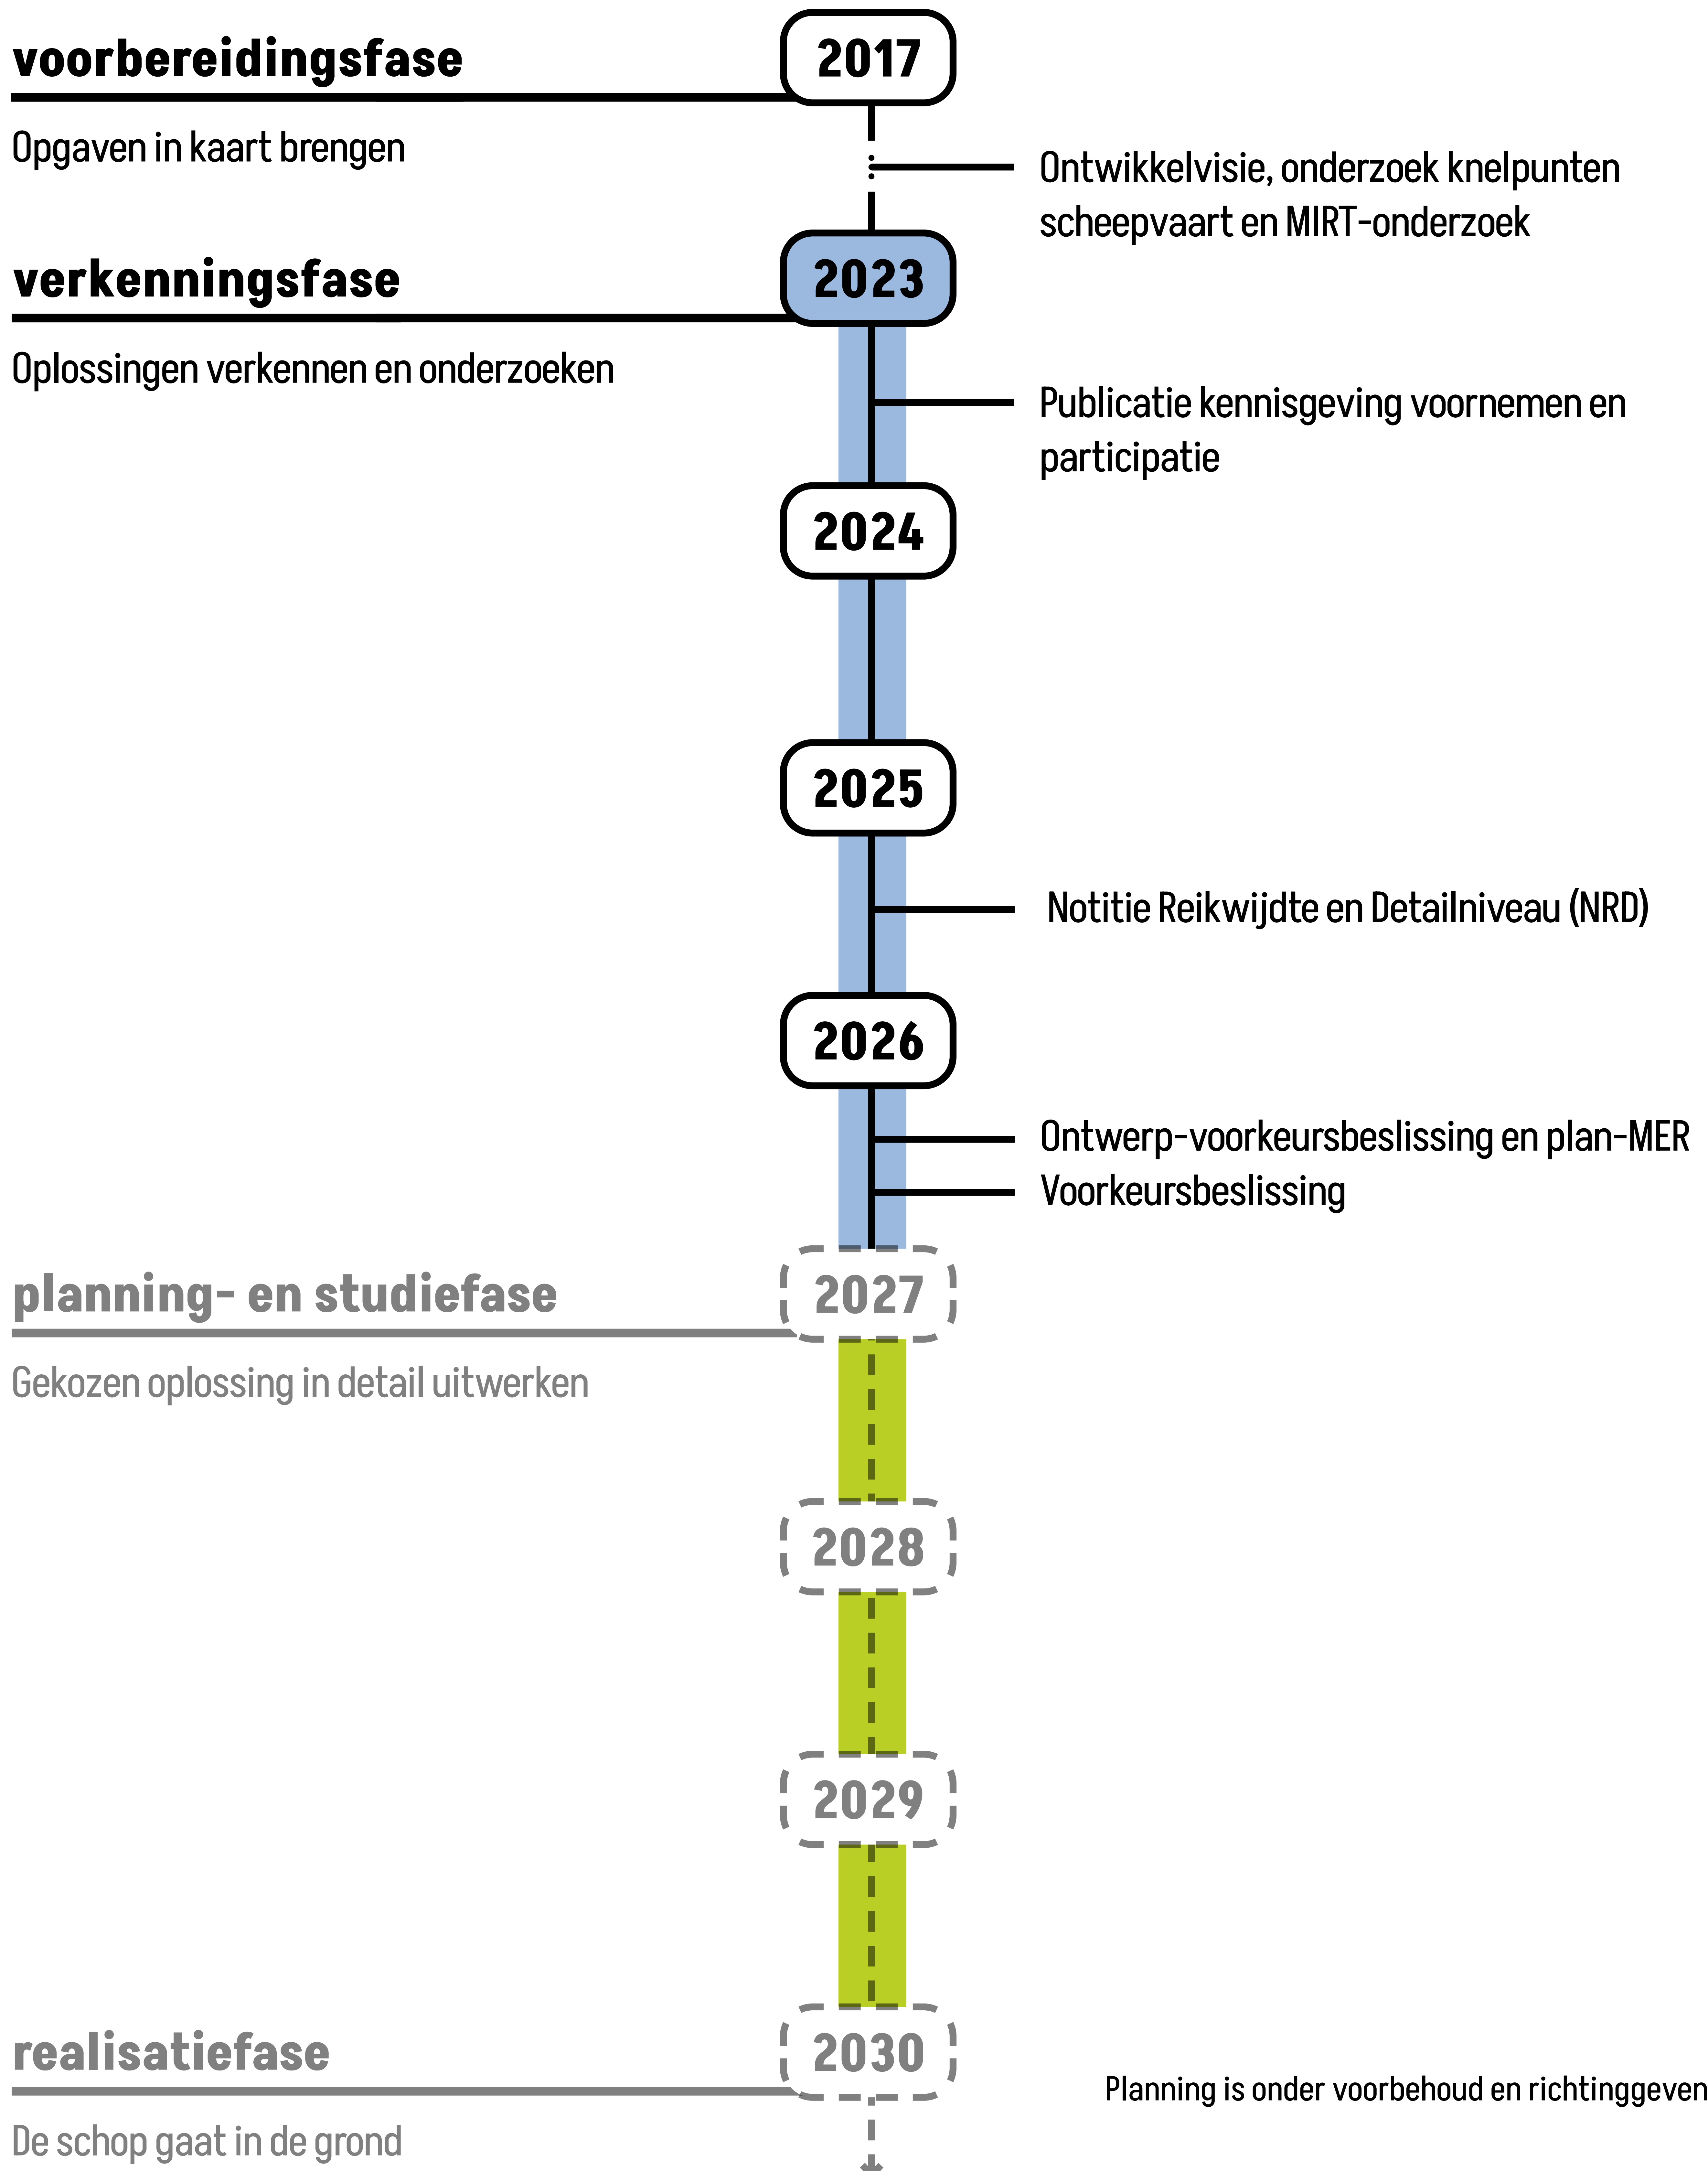 voorbereidingsfase
2017
Opgaven in kaart brengen
Ontwikkelvisie, onderzoek knelpunten
scheepvaart en MIRT-onderzoek
verkenningsfase
2023
Oplossingen verkennen en onderzoeken
Publicatie kennisgeving voornemen en
participatie
2024
2025
Notitie Reikwijdte en Detailniveau (NRD)
2026
Ontwerp-voorkeursbeslissing en plan-MER
Voorkeursbeslissing
planning- en studiefase
2027
Gekozen oplossing in detail uitwerken
2028
2029
realisatiefase
2030
Planning is onder voorbehoud en richtinggeven
De schop gaat in de grond